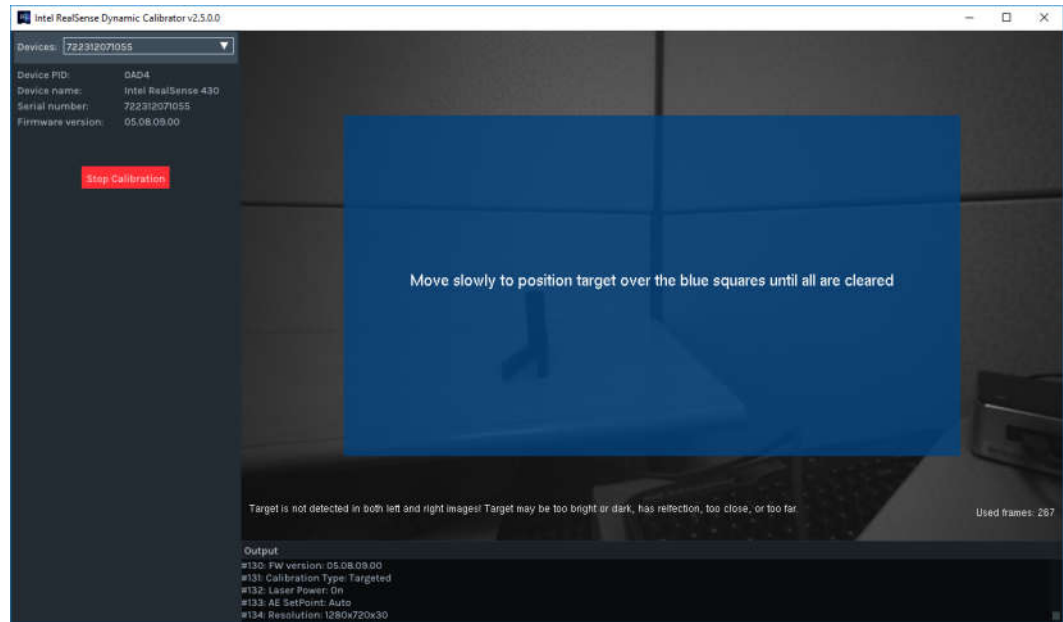 Intel RealSense Dynamic Calibrator v2.5.0.0
Devices: 722312071055
Device PID: 0AD4
Device name: Intel RealSense 430
Serial number: 722312071055
Firmware version: 05.08.09.00
Stop Calibration
Move slowly to position target over the blue squares until all are cleared
Target is not detected in both left and right images! Target may be too bright or dark, has relfection, too close, or too far.
Used frames: 267
Output
#130: FW version: 05.08.09.00
#131: Calibration Type: Targeted
#132: Laser Power: On
#133: AE SetPoint: Auto
#134: Resolution: 1280x720x30